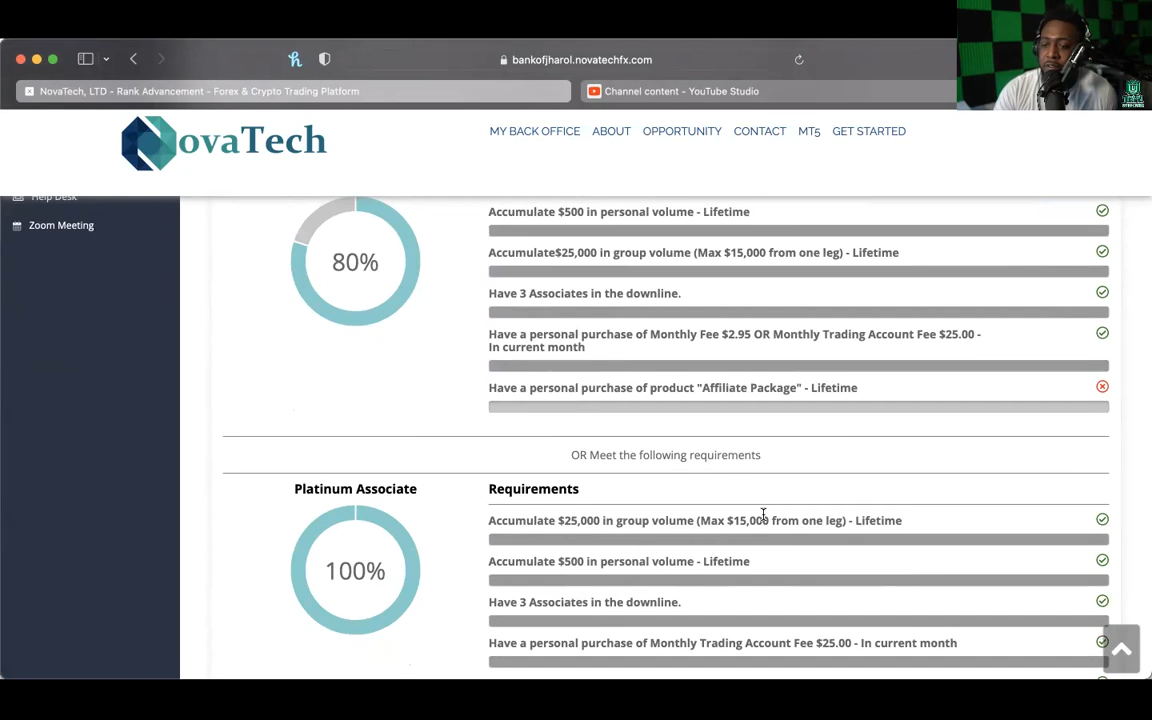 bankofjharol.novatechfx.com
NovaTech, LTD - Rank Advancement - Forex & Crypto Trading Platform
Channel content - YouTube Studio
NovaTech
MY BACK OFFICE ABOUT OPPORTUNITY CONTACT MT5 GET STARTED
Help Desk
Zoom Meeting
80%
Accumulate $500 in personal volume - Lifetime
Accumulate$25,000 in group volume (Max $15,000 from one leg) - Lifetime
Have 3 Associates in the downline.
Have a personal purchase of Monthly Fee $2.95 OR Monthly Trading Account Fee $25.00 -
In current month
Have a personal purchase of product "Affiliate Package" - Lifetime
OR Meet the following requirements
Platinum Associate
100%
Requirements
Accumulate $25,000 in group volume (Max $15,000 from one leg) - Lifetime
Accumulate $500 in personal volume - Lifetime
Have 3 Associates in the downline.
Have a personal purchase of Monthly Trading Account Fee $25.00 - In current month